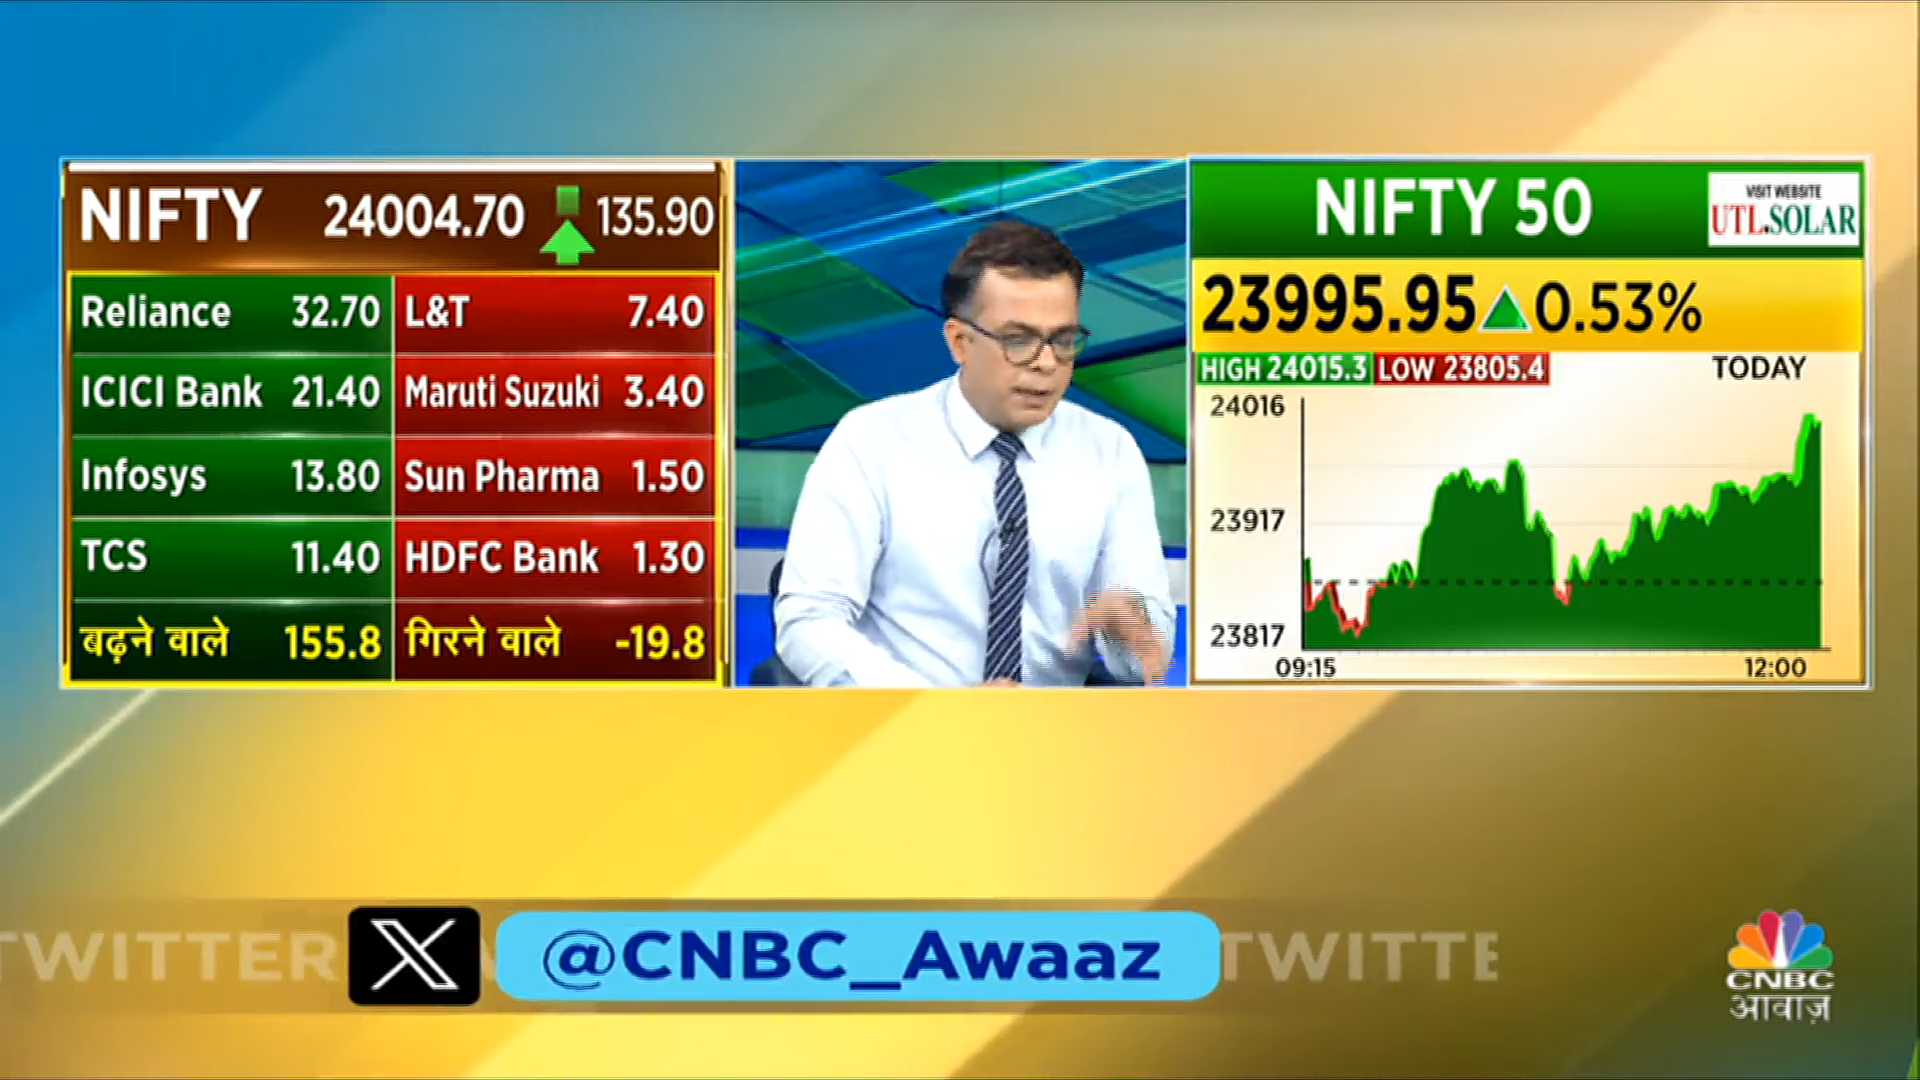 NIFTY 24004.70 135.90
Reliance 32.70 L&T 7.40
ICICI Bank 21.40 Maruti Suzuki 3.40
Infosys 13.80 Sun Pharma 1.50
TCS 11.40 HDFC Bank 1.30
बढ़ने वाले 155.8 गिरने वाले -19.8
NIFTY 50
VISIT WEBSITE
UTL.SOLAR
23995.95 0.53%
HIGH 24015.3 LOW 23805.4 TODAY
24016
23917
23817
09:15 12:00
TWITTER X @CNBC_Awaaz TWITTE
CNBC
आवाज़